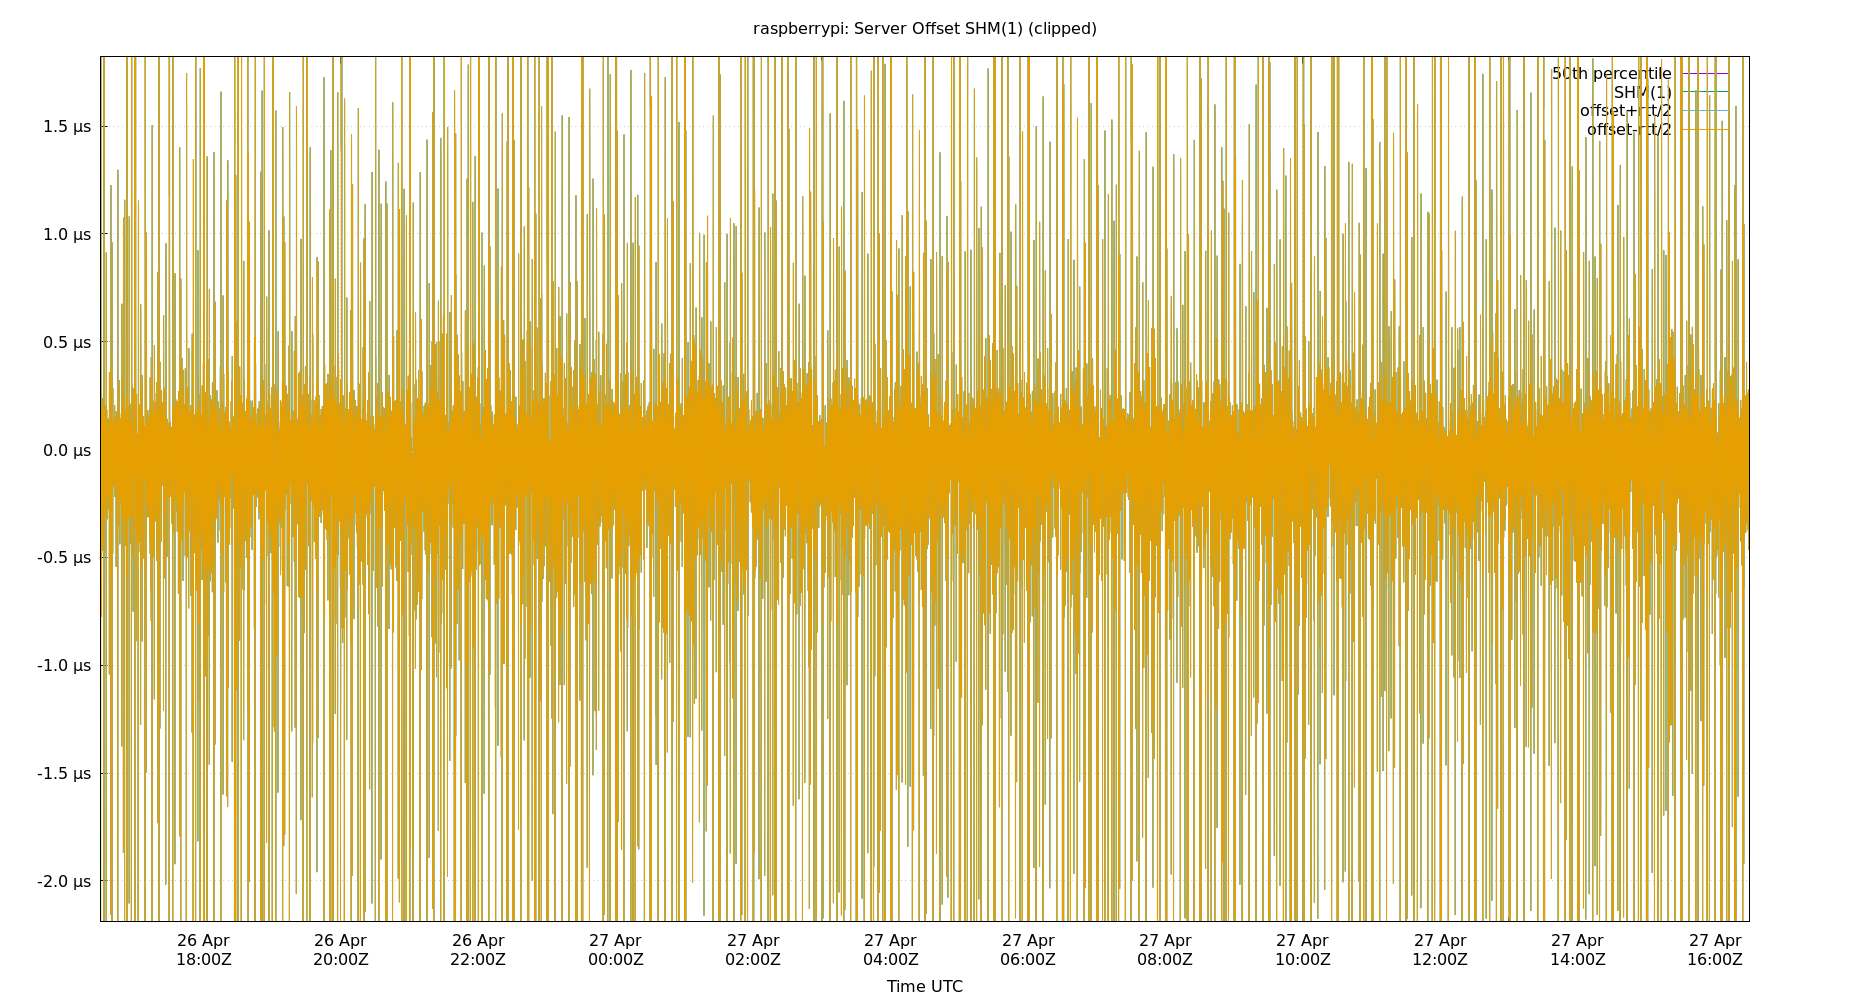 raspberrypi: Server Offset SHM(1) (clipped)
50th percentile
SHM(1)
offset+rtt/2
offset-rtt/2
1.5 µs
1.0 µs
0.5 µs
0.0 µs
-0.5 µs
-1.0 µs
-1.5 µs
-2.0 µs
26 Apr 26 Apr 26 Apr 27 Apr 27 Apr 27 Apr 27 Apr 27 Apr 27 Apr 27 Apr 27 Apr 27 Apr
18:00Z 20:00Z 22:00Z 00:00Z 02:00Z 04:00Z 06:00Z 08:00Z 10:00Z 12:00Z 14:00Z 16:00Z
Time UTC